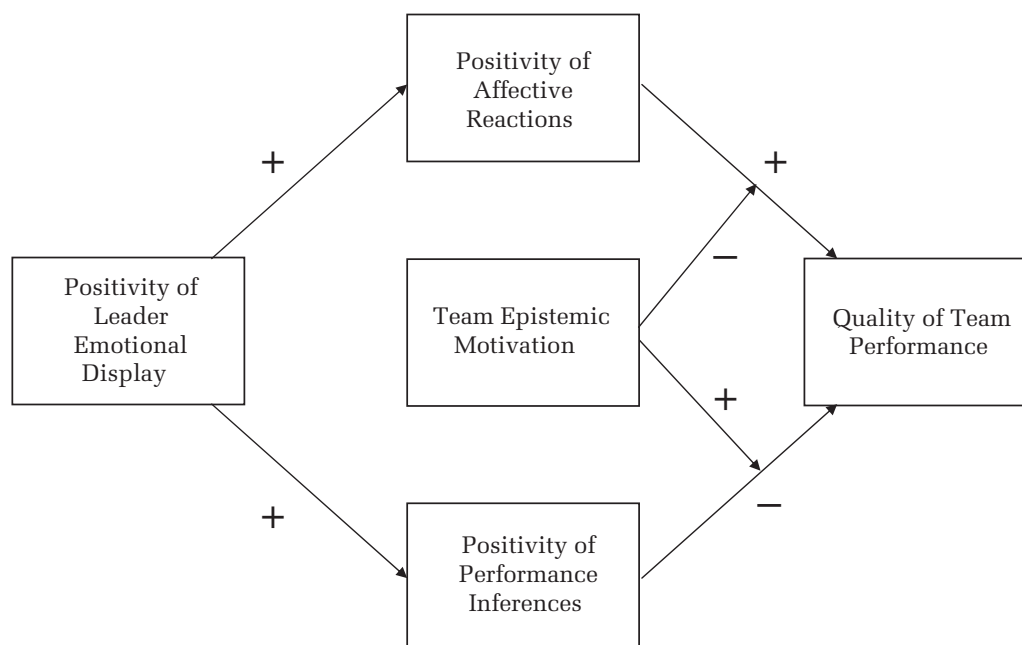 Positivity of
Affective
Reactions
+
+
Positivity of
Leader
Emotional
Display
Team Epistemic
Motivation
−
Quality of Team
Performance
+
+
−
Positivity of
Performance
Inferences